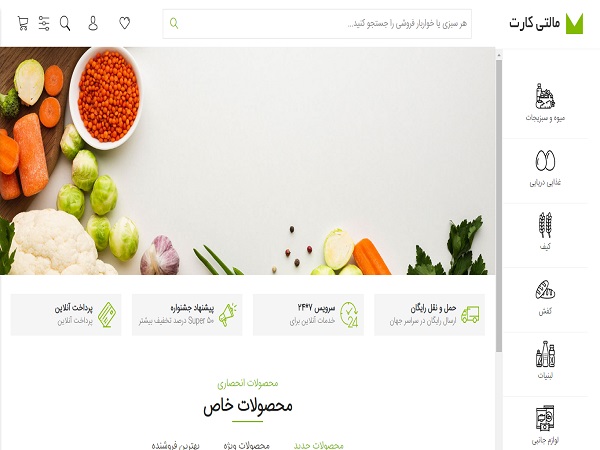 مالتی کارت
هر سبزی یا خواربار فروشی را جستجو کنید...
میوه و سبزیجات
غذایی دریایی
کیف
کفش
لبنیات
لوازم جانبی
حمل و نقل رایگان
ارسال رایگان در سراسر جهان
سرویس ۲۴*۷
خدمات آنلاین برای
24
پیشنهاد جشنواره
Super ۵۰ درصد تخفیف بیشتر
پرداخت آنلاین
پرداخت آنلاین
محصولات انحصاری
محصولات خاص
محصولات جدید
محصولات ویژه
بهترین فروشنده